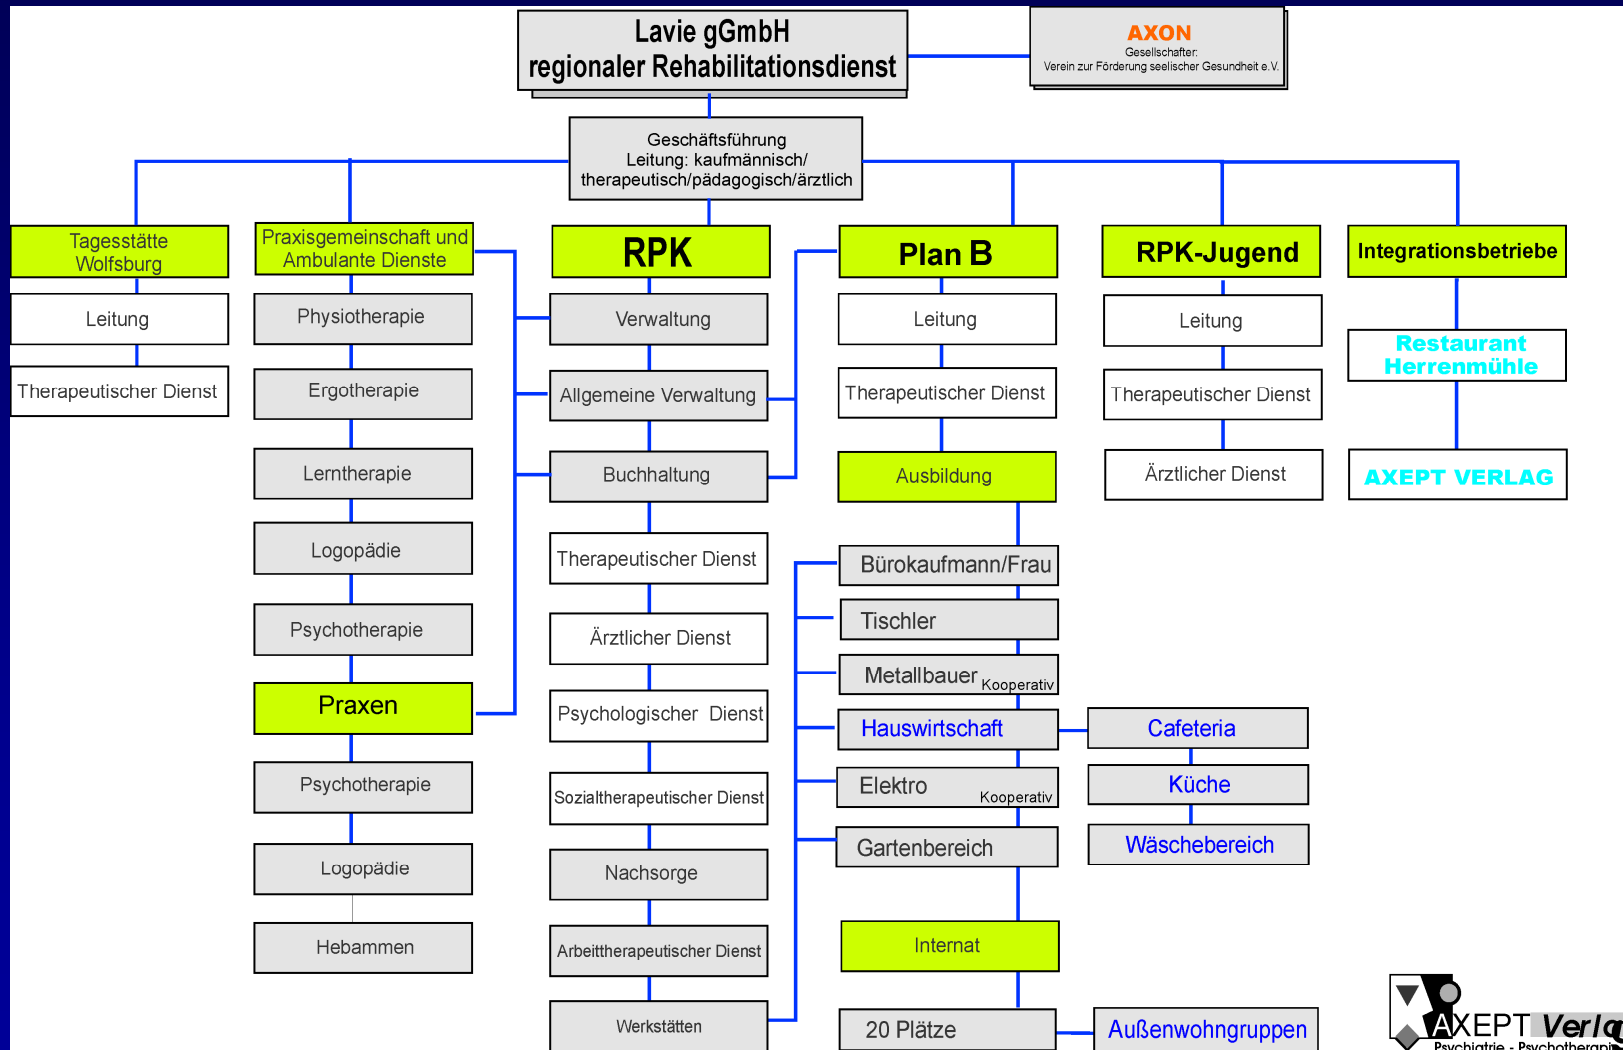 Lavie gGmbH
regionaler Rehabilitationsdienst
AXON
Gesellschafter:
Verein zur Förderung seelischer Gesundheit e.V.
Geschäftsführung
Leitung: kaufmännisch/
therapeutisch/pädagogisch/ärztlich
Tagesstätte
Wolfsburg
Leitung
Therapeutischer Dienst
Praxisgemeinschaft und
Ambulante Dienste
Physiotherapie
Ergotherapie
Lerntherapie
Logopädie
Psychotherapie
Praxen
Psychotherapie
Logopädie
Hebammen
RPK
Verwaltung
Allgemeine Verwaltung
Buchhaltung
Therapeutischer Dienst
Ärztlicher Dienst
Psychologischer Dienst
Sozialtherapeutischer Dienst
Nachsorge
Arbeittherapeutischer Dienst
Werkstätten
Plan B
Leitung
Therapeutischer Dienst
Ausbildung
Bürokaufmann/Frau
Tischler
Metallbauer Kooperativ
Hauswirtschaft
Elektro Kooperativ
Gartenbereich
Cafeteria
Küche
Wäschebereich
Internat
20 Plätze
Außenwohngruppen
RPK-Jugend
Leitung
Therapeutischer Dienst
Ärztlicher Dienst
Integrationsbetriebe
Restaurant
Herrenmühle
AXEPT VERLAG
AXEPT Verlag
Psychiatrie - Psychotherapie